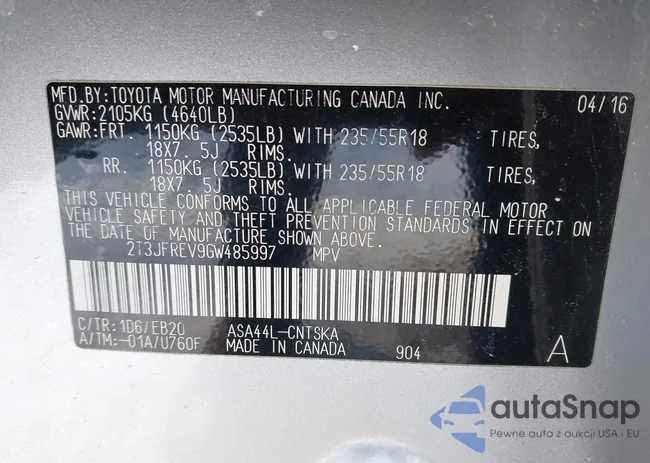 MFD.BY:TOYOTA MOTOR MANUFACTURING CANADA INC. 04/16
GVWR:2105KG (4640LB)
GAWR:FRT. 1150KG (2535LB) WITH 235/55R18 TIRES,
18X7. 5J RIMS.
RR. 1150KG (2535LB) WITH 235/55R18 TIRES,
18X7. 5J RIMS.
THIS VEHICLE CONFORMS TO ALL APPLICABLE FEDERAL MOTOR
VEHICLE SAFETY AND THEFT PREVENTION STANDARDS IN EFFECT ON
THE DATE OF MANUFACTURE SHOWN ABOVE.
2T3JFREV9GW485997 MPV
C/TR:1D6/EB20 ASA44L-CNTSKA
A/TM:-01A/U760F MADE IN CANADA 904 A
autaSnap
Pewne auta z aukcji USA i EU